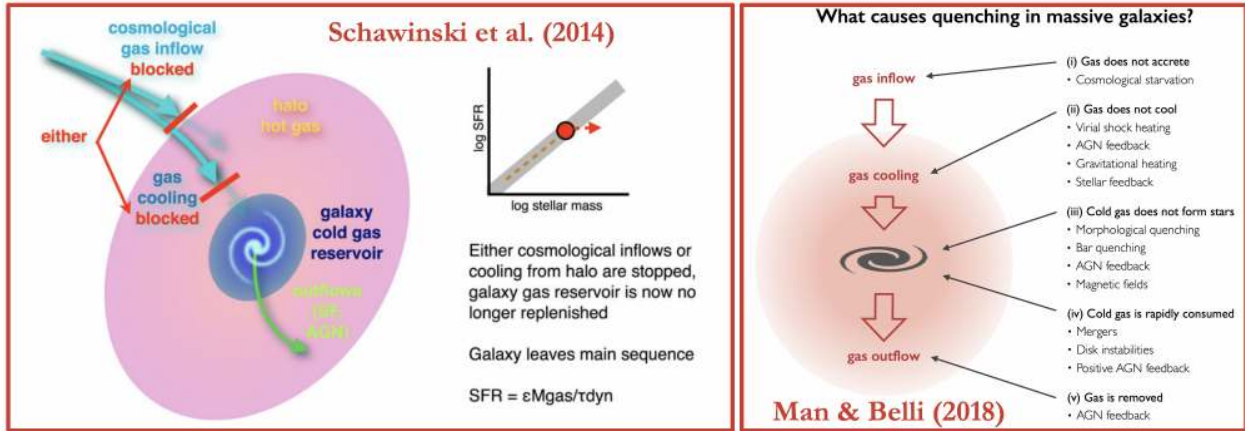 Schawinski et al. (2014)
cosmological
gas inflow
blocked
either
halo
hot gas
gas
cooling
blocked
galaxy
cold gas
reservoir
outflows
(SF,
AGN)
log SFR
log stellar mass
Either cosmological inflows or
cooling from halo are stopped,
galaxy gas reservoir is now no
longer replenished
Galaxy leaves main sequence
SFR = εMgas/τdyn
What causes quenching in massive galaxies?
gas inflow
gas cooling
gas outflow
(i) Gas does not accrete
• Cosmological starvation
(ii) Gas does not cool
• Virial shock heating
• AGN feedback
• Gravitational heating
• Stellar feedback
(iii) Cold gas does not form stars
• Morphological quenching
• Bar quenching
• AGN feedback
• Magnetic fields
(iv) Cold gas is rapidly consumed
• Mergers
• Disk instabilities
• Positive AGN feedback
(v) Gas is removed
• AGN feedback
Man & Belli (2018)